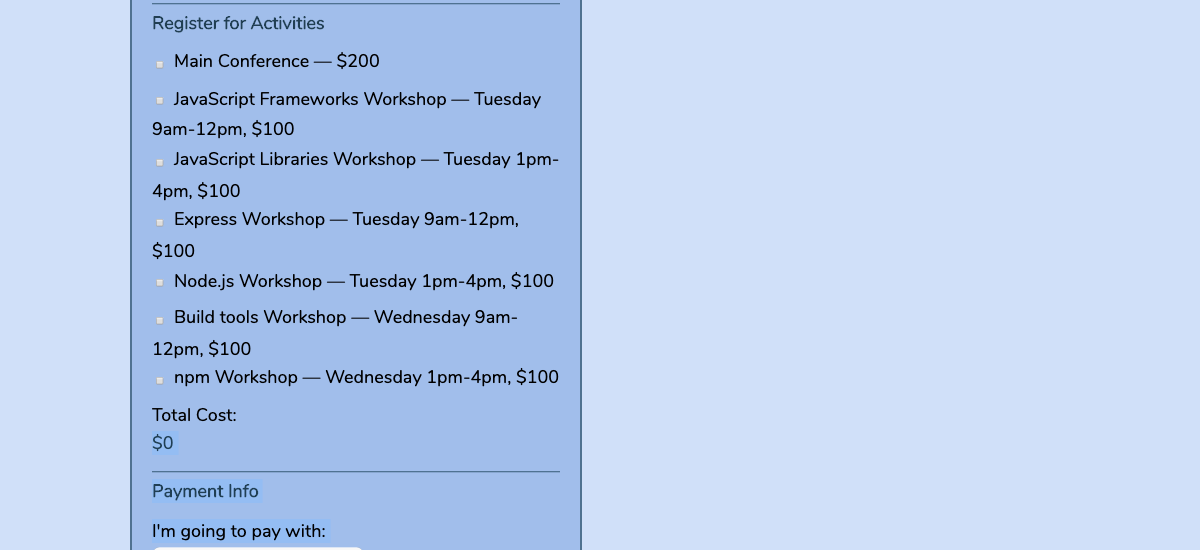 Register for Activities
Main Conference — $200
JavaScript Frameworks Workshop — Tuesday
9am-12pm, $100
JavaScript Libraries Workshop — Tuesday 1pm-
4pm, $100
Express Workshop — Tuesday 9am-12pm,
$100
Node.js Workshop — Tuesday 1pm-4pm, $100
Build tools Workshop — Wednesday 9am-
12pm, $100
npm Workshop — Wednesday 1pm-4pm, $100
Total Cost:
$0
Payment Info
I'm going to pay with: